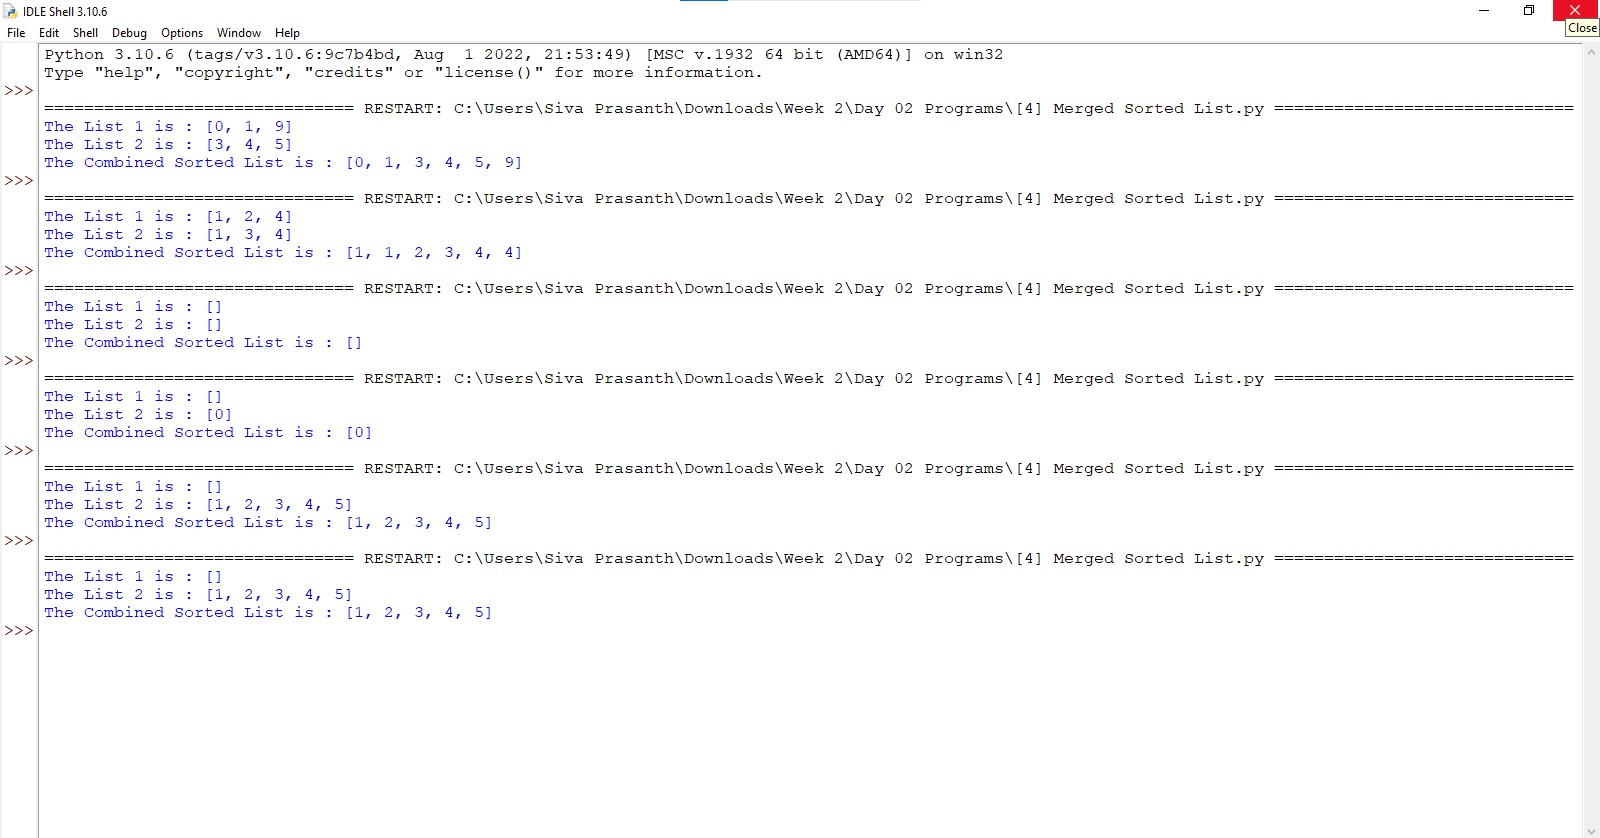 IDLE Shell 3.10.6
Close
File Edit Shell Debug Options Window Help
Python 3.10.6 (tags/v3.10.6:9c7b4bd, Aug  1 2022, 21:53:49) [MSC v.1932 64 bit (AMD64)] on win32
Type "help", "copyright", "credits" or "license()" for more information.
>>>
=============================== RESTART: C:\Users\Siva Prasanth\Downloads\Week 2\Day 02 Programs\[4] Merged Sorted List.py ==============================
The List 1 is : [0, 1, 9]
The List 2 is : [3, 4, 5]
The Combined Sorted List is : [0, 1, 3, 4, 5, 9]
>>>
=============================== RESTART: C:\Users\Siva Prasanth\Downloads\Week 2\Day 02 Programs\[4] Merged Sorted List.py ==============================
The List 1 is : [1, 2, 4]
The List 2 is : [1, 3, 4]
The Combined Sorted List is : [1, 1, 2, 3, 4, 4]
>>>
=============================== RESTART: C:\Users\Siva Prasanth\Downloads\Week 2\Day 02 Programs\[4] Merged Sorted List.py ==============================
The List 1 is : []
The List 2 is : []
The Combined Sorted List is : []
>>>
=============================== RESTART: C:\Users\Siva Prasanth\Downloads\Week 2\Day 02 Programs\[4] Merged Sorted List.py ==============================
The List 1 is : []
The List 2 is : [0]
The Combined Sorted List is : [0]
>>>
=============================== RESTART: C:\Users\Siva Prasanth\Downloads\Week 2\Day 02 Programs\[4] Merged Sorted List.py ==============================
The List 1 is : []
The List 2 is : [1, 2, 3, 4, 5]
The Combined Sorted List is : [1, 2, 3, 4, 5]
>>>
=============================== RESTART: C:\Users\Siva Prasanth\Downloads\Week 2\Day 02 Programs\[4] Merged Sorted List.py ==============================
The List 1 is : []
The List 2 is : [1, 2, 3, 4, 5]
The Combined Sorted List is : [1, 2, 3, 4, 5]
>>>